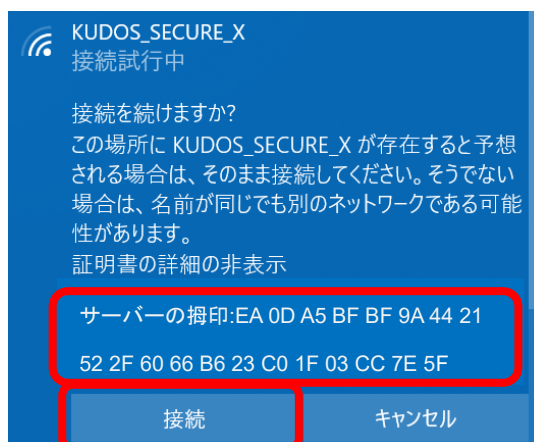 KUDOS_SECURE_X
接続試行中
接続を続けますか?
この場所に KUDOS_SECURE_X が存在すると予想
される場合は、そのまま接続してください。そうでない
場合は、名前が同じでも別のネットワークである可能
性があります。
証明書の詳細の非表示
サーバーの拇印:EA 0D A5 BF BF 9A 44 21
52 2F 60 66 B6 23 C0 1F 03 CC 7E 5F
接続 キャンセル